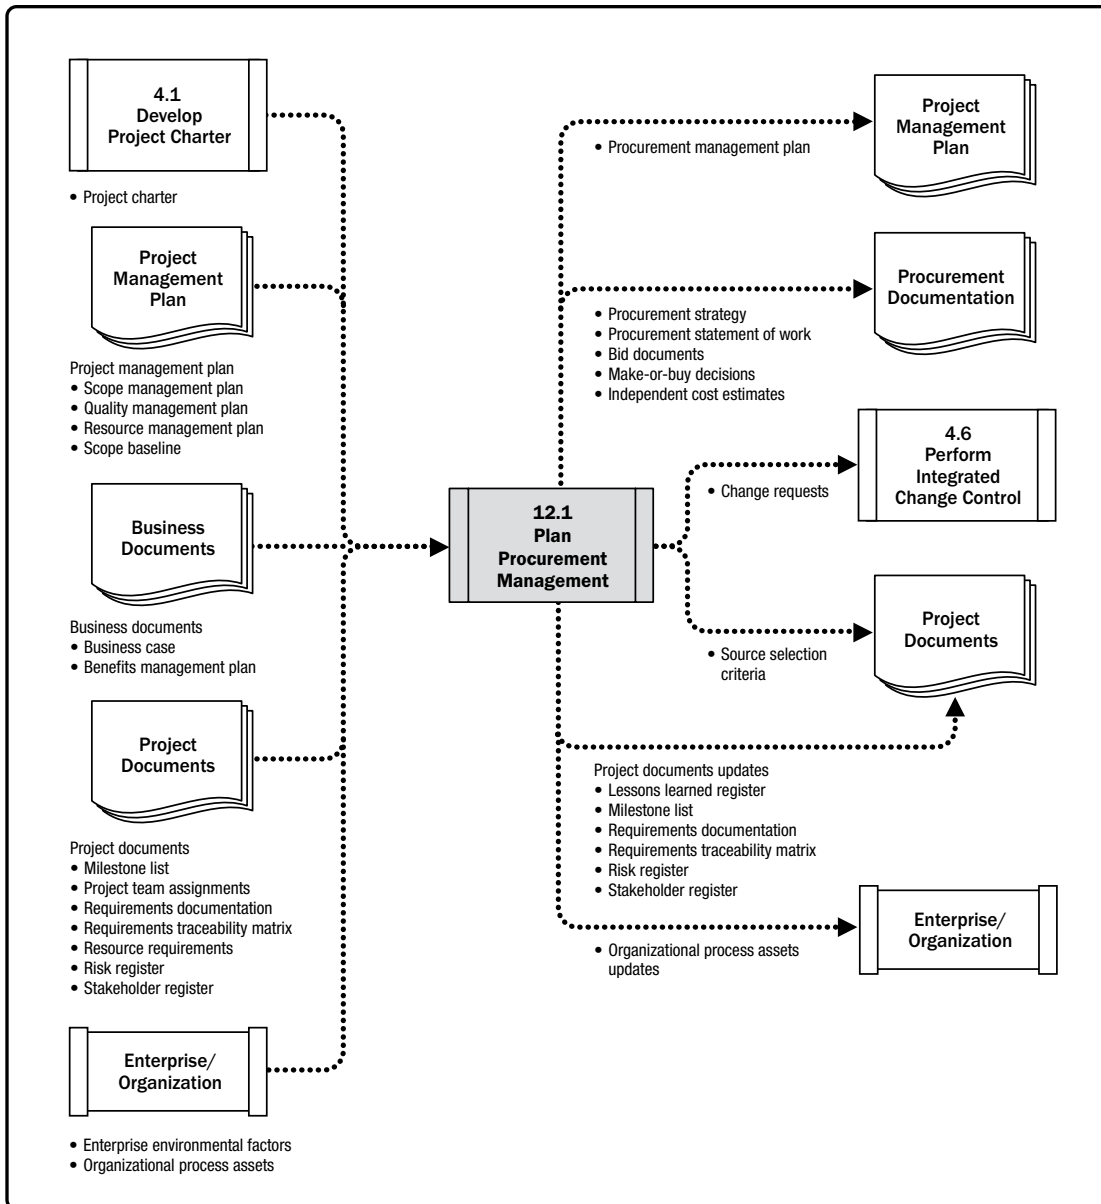 4.1
Develop
Project Charter
• Project charter
Project
Management
Plan
Project management plan
• Scope management plan
• Quality management plan
• Resource management plan
• Scope baseline
Business
Documents
Business documents
• Business case
• Benefits management plan
Project
Documents
Project documents
• Milestone list
• Project team assignments
• Requirements documentation
• Requirements traceability matrix
• Resource requirements
• Risk register
• Stakeholder register
Enterprise/
Organization
• Enterprise environmental factors
• Organizational process assets
12.1
Plan
Procurement
Management
• Procurement management plan
Project
Management
Plan
• Procurement strategy
• Procurement statement of work
• Bid documents
• Make-or-buy decisions
• Independent cost estimates
Procurement
Documentation
• Change requests
4.6
Perform
Integrated
Change Control
• Source selection
criteria
Project
Documents
Project documents updates
• Lessons learned register
• Milestone list
• Requirements documentation
• Requirements traceability matrix
• Risk register
• Stakeholder register
• Organizational process assets
updates
Enterprise/
Organization